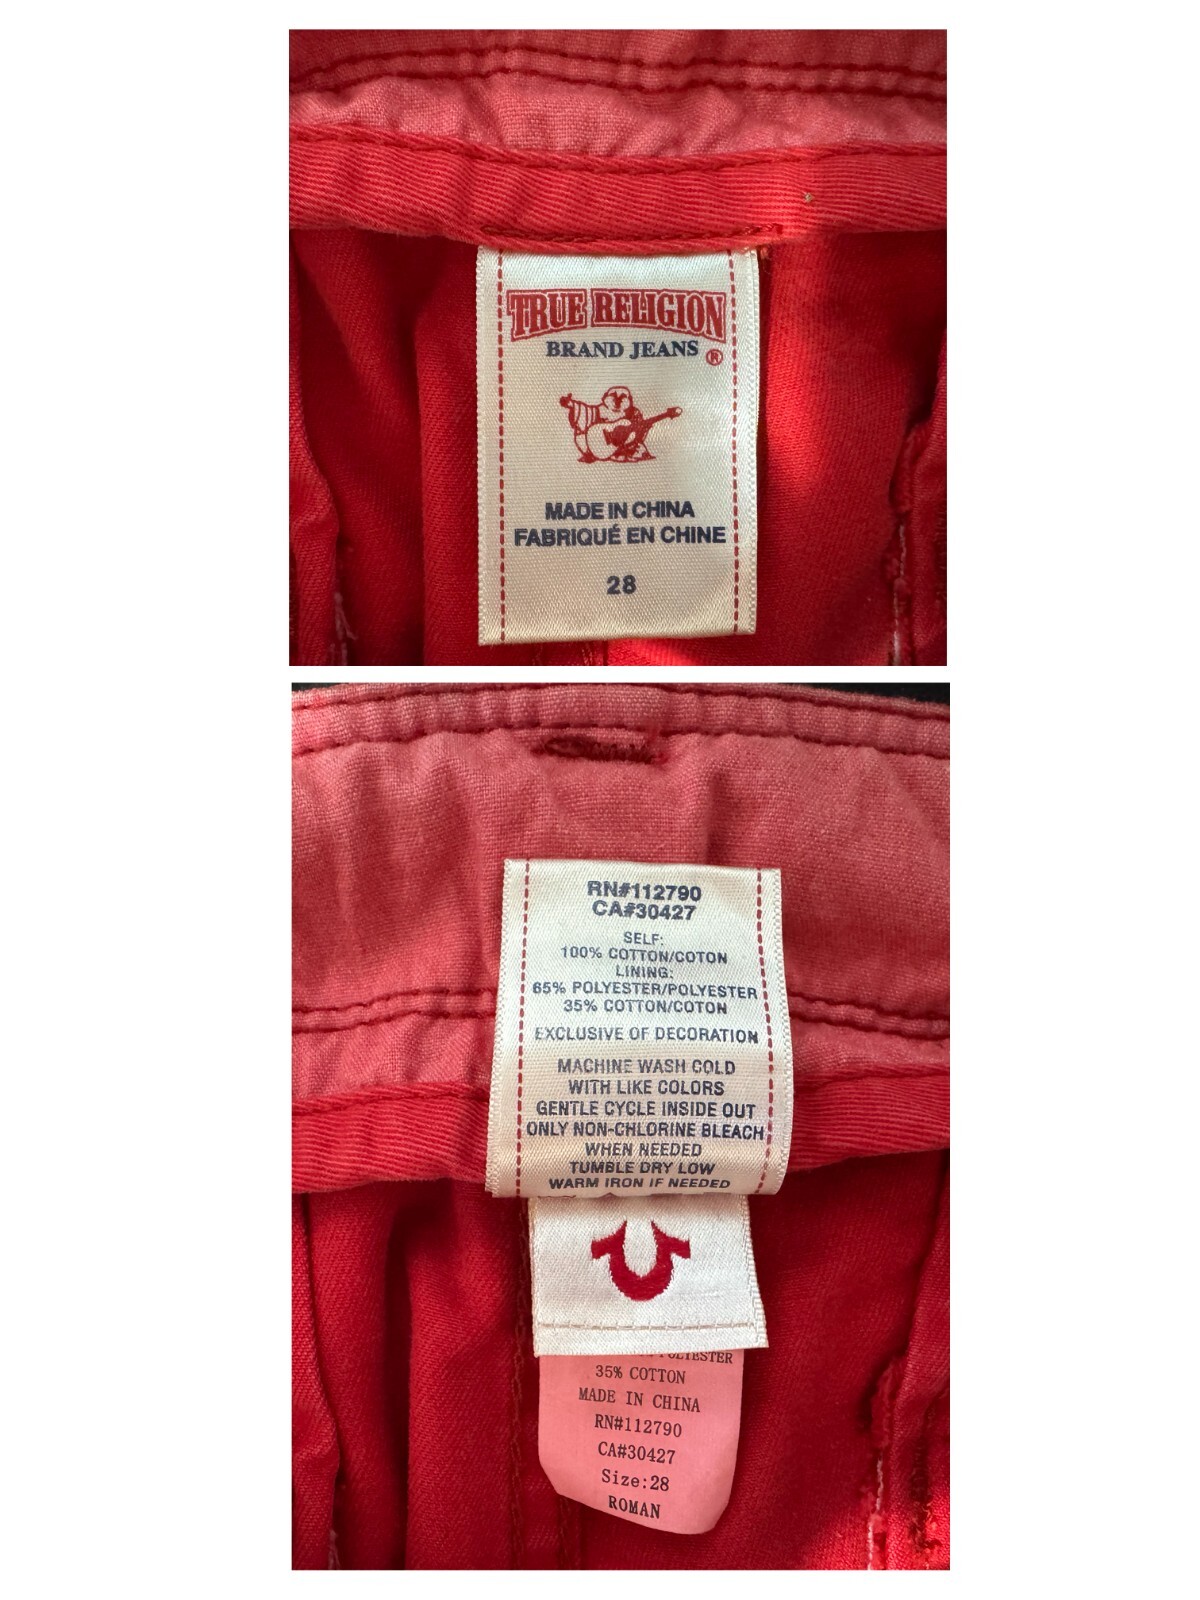 TRUE RELIGION
BRAND JEANS ®
MADE IN CHINA
FABRIQUÉ EN CHINE
28
RN#112790
CA#30427
SELF:
100% COTTON/COTON
LINING:
65% POLYESTER/POLYESTER
35% COTTON/COTON
EXCLUSIVE OF DECORATION
MACHINE WASH COLD
WITH LIKE COLORS
GENTLE CYCLE INSIDE OUT
ONLY NON-CHLORINE BLEACH
WHEN NEEDED
TUMBLE DRY LOW
WARM IRON IF NEEDED
35% COTTON
MADE IN CHINA
RN#112790
CA#30427
Size:28
ROMAN